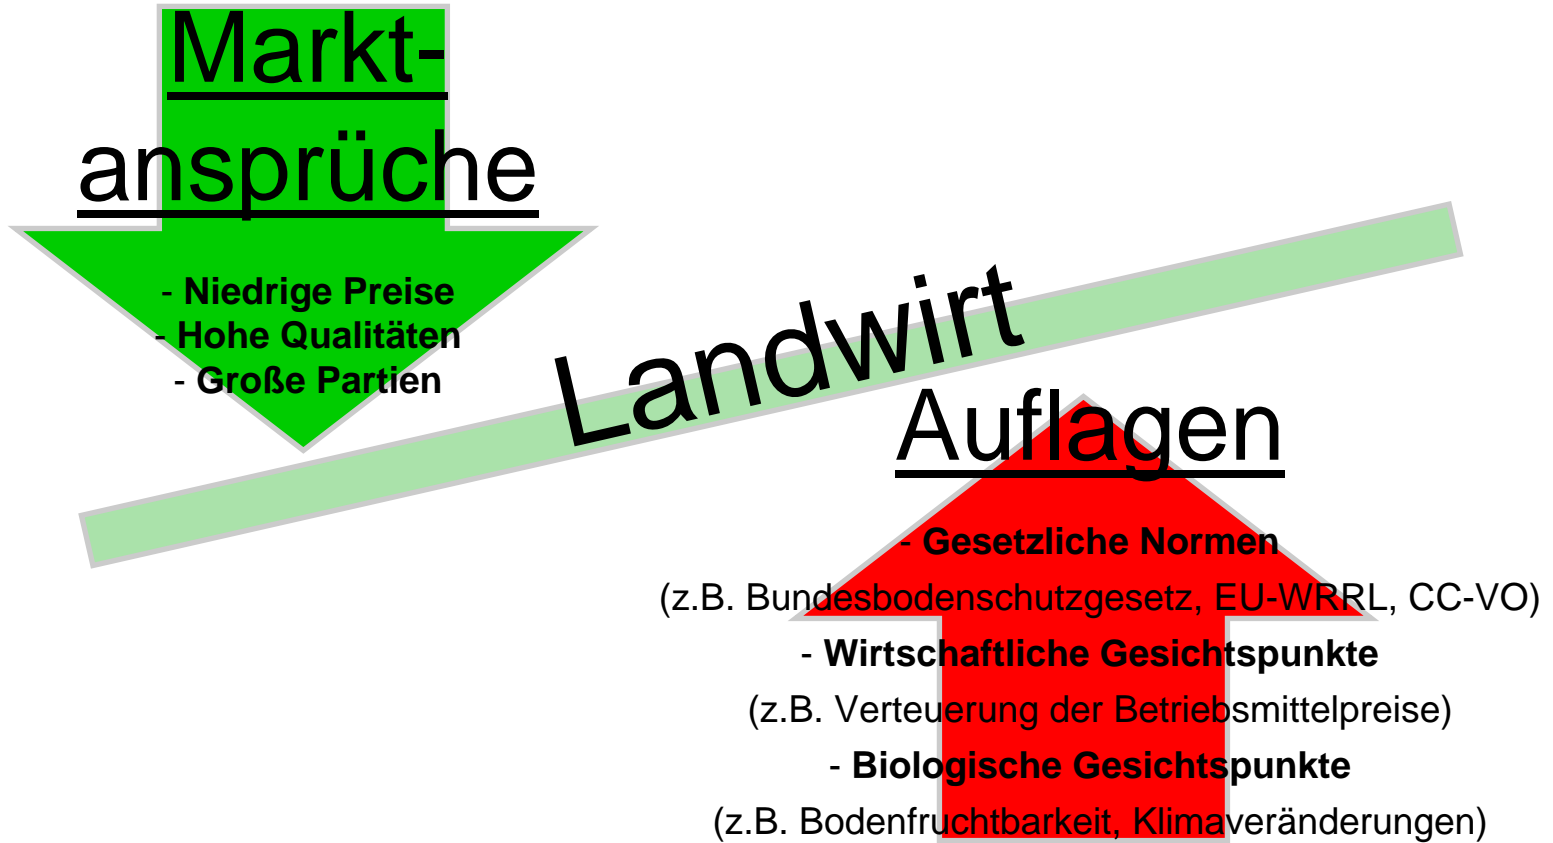 Markt-
ansprüche
- Niedrige Preise
- Hohe Qualitäten
- Große Partien
Landwirt
Auflagen
- Gesetzliche Normen
(z.B. Bundesbodenschutzgesetz, EU-WRRL, CC-VO)
- Wirtschaftliche Gesichtspunkte
(z.B. Verteuerung der Betriebsmittelpreise)
- Biologische Gesichtspunkte
(z.B. Bodenfruchtbarkeit, Klimaveränderungen)